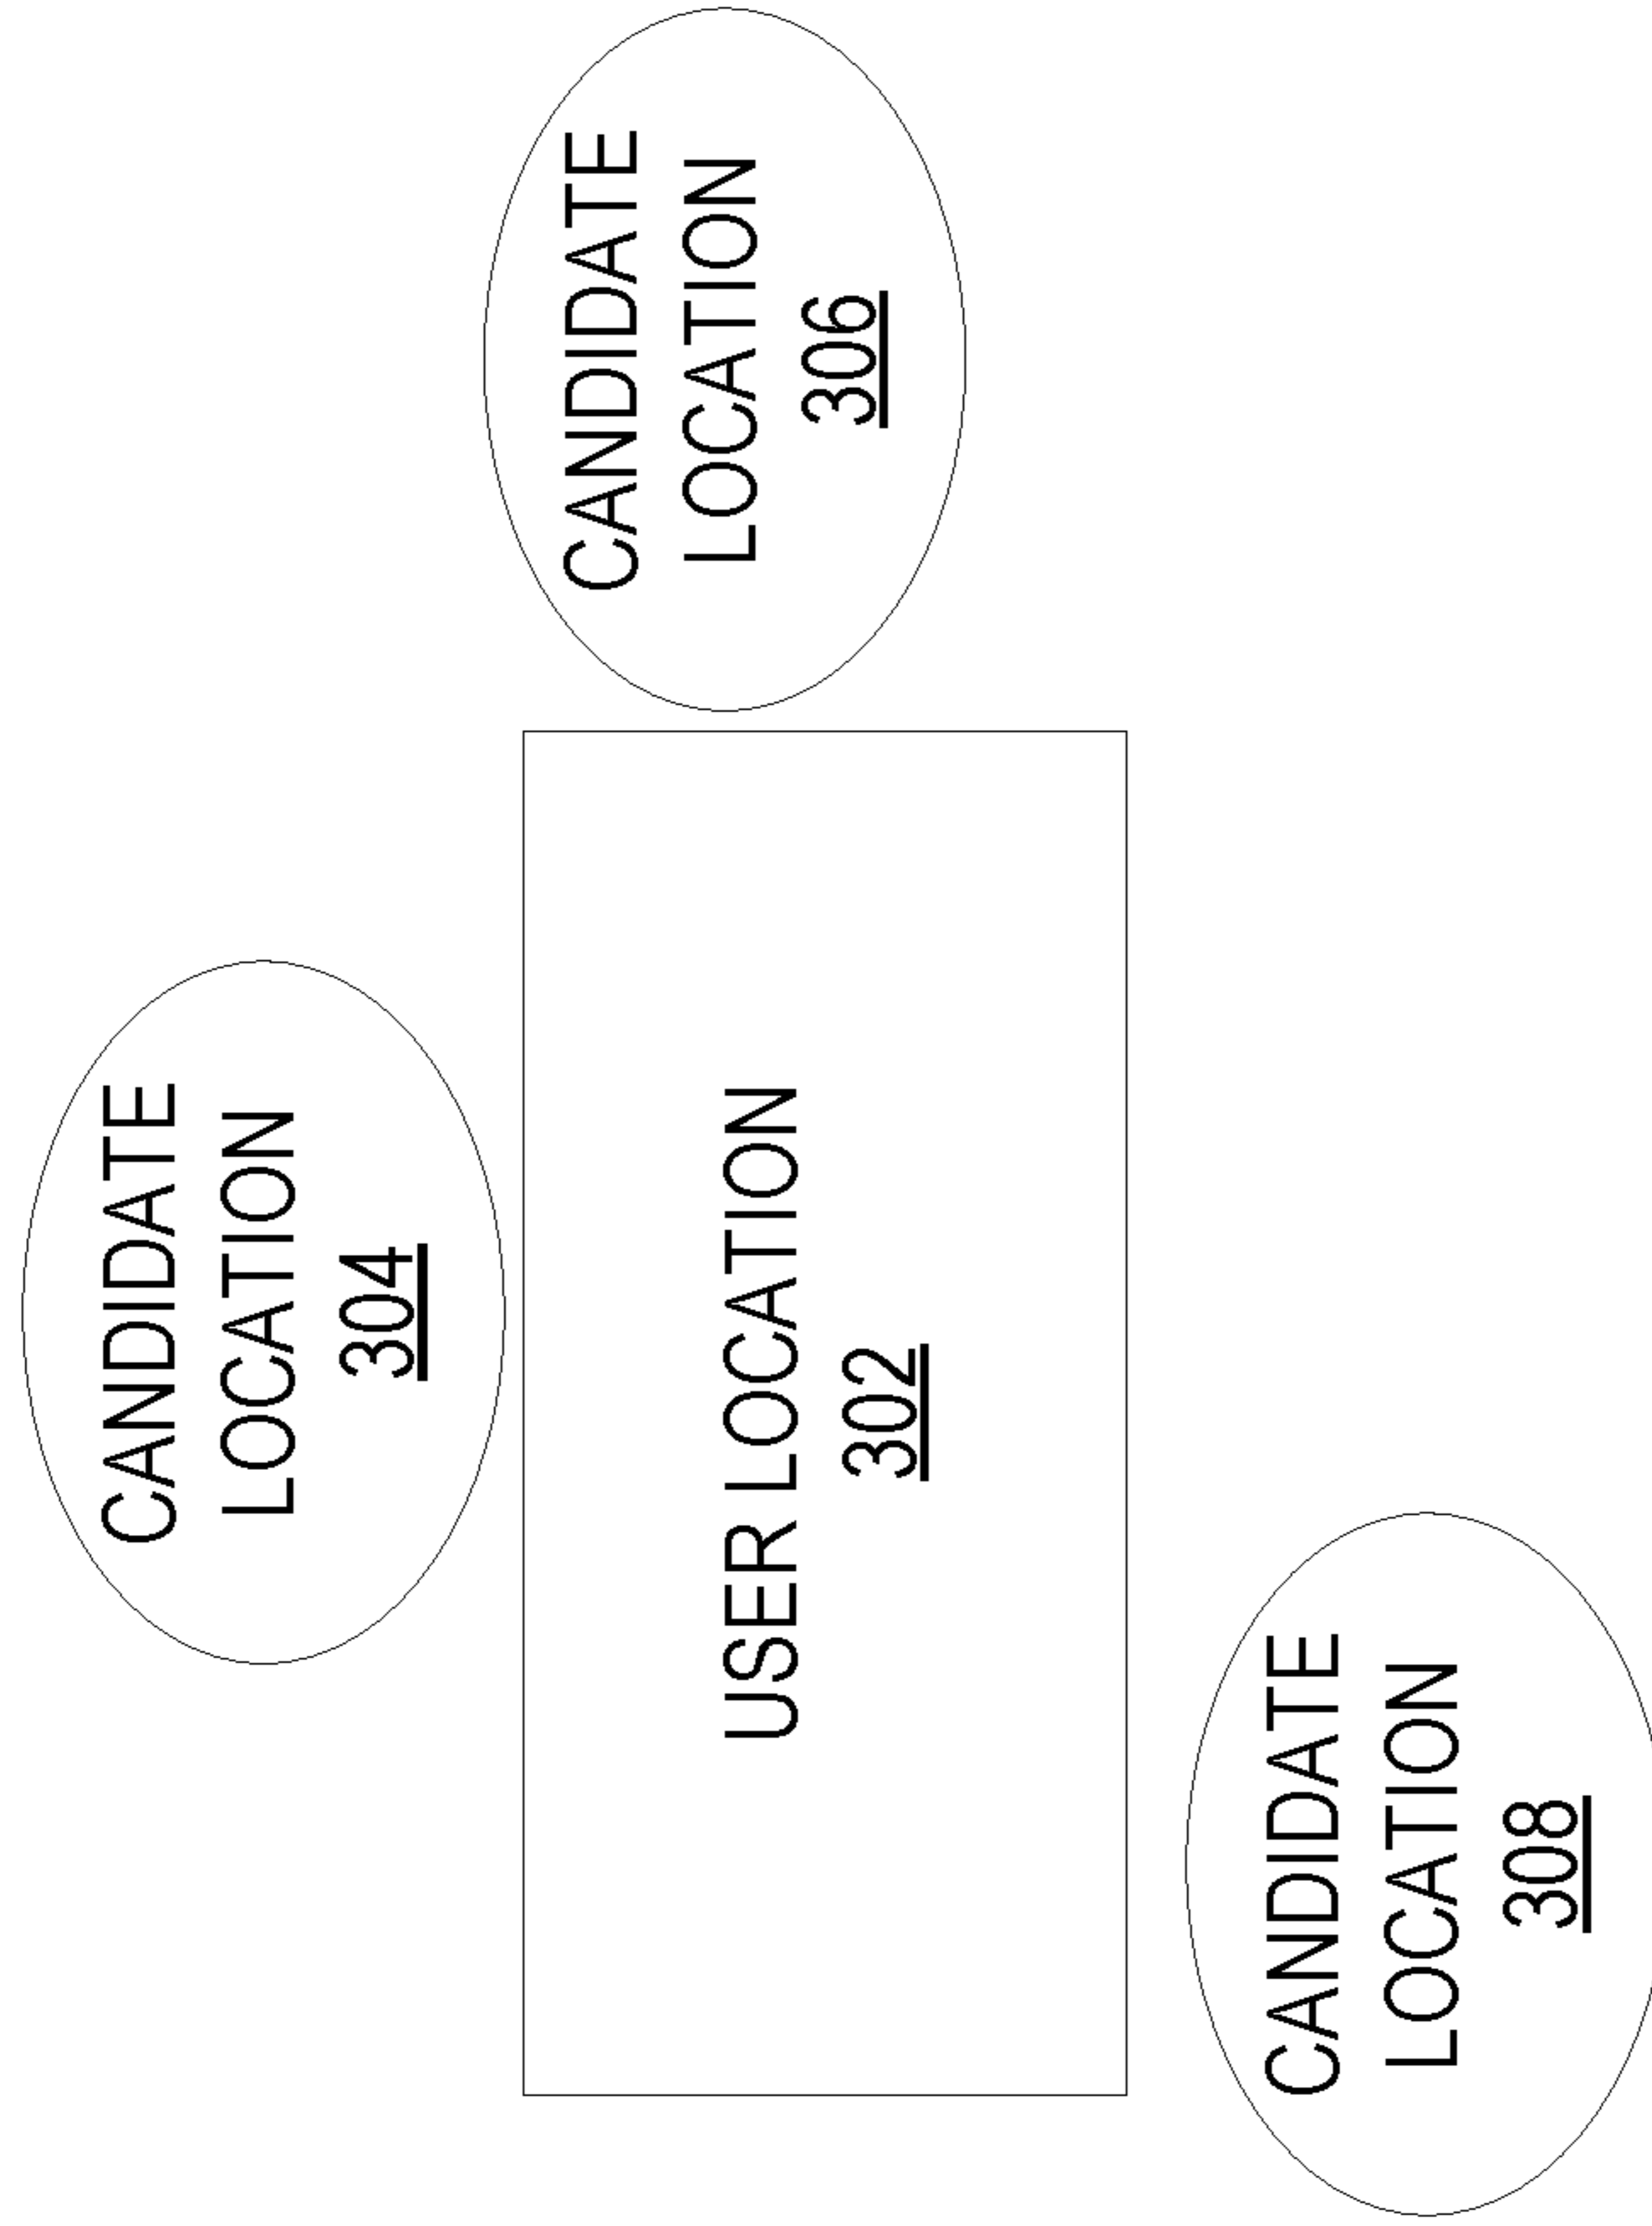 CANDIDATE
LOCATION
304
CANDIDATE
LOCATION
306
USER LOCATION
302
CANDIDATE
LOCATION
308